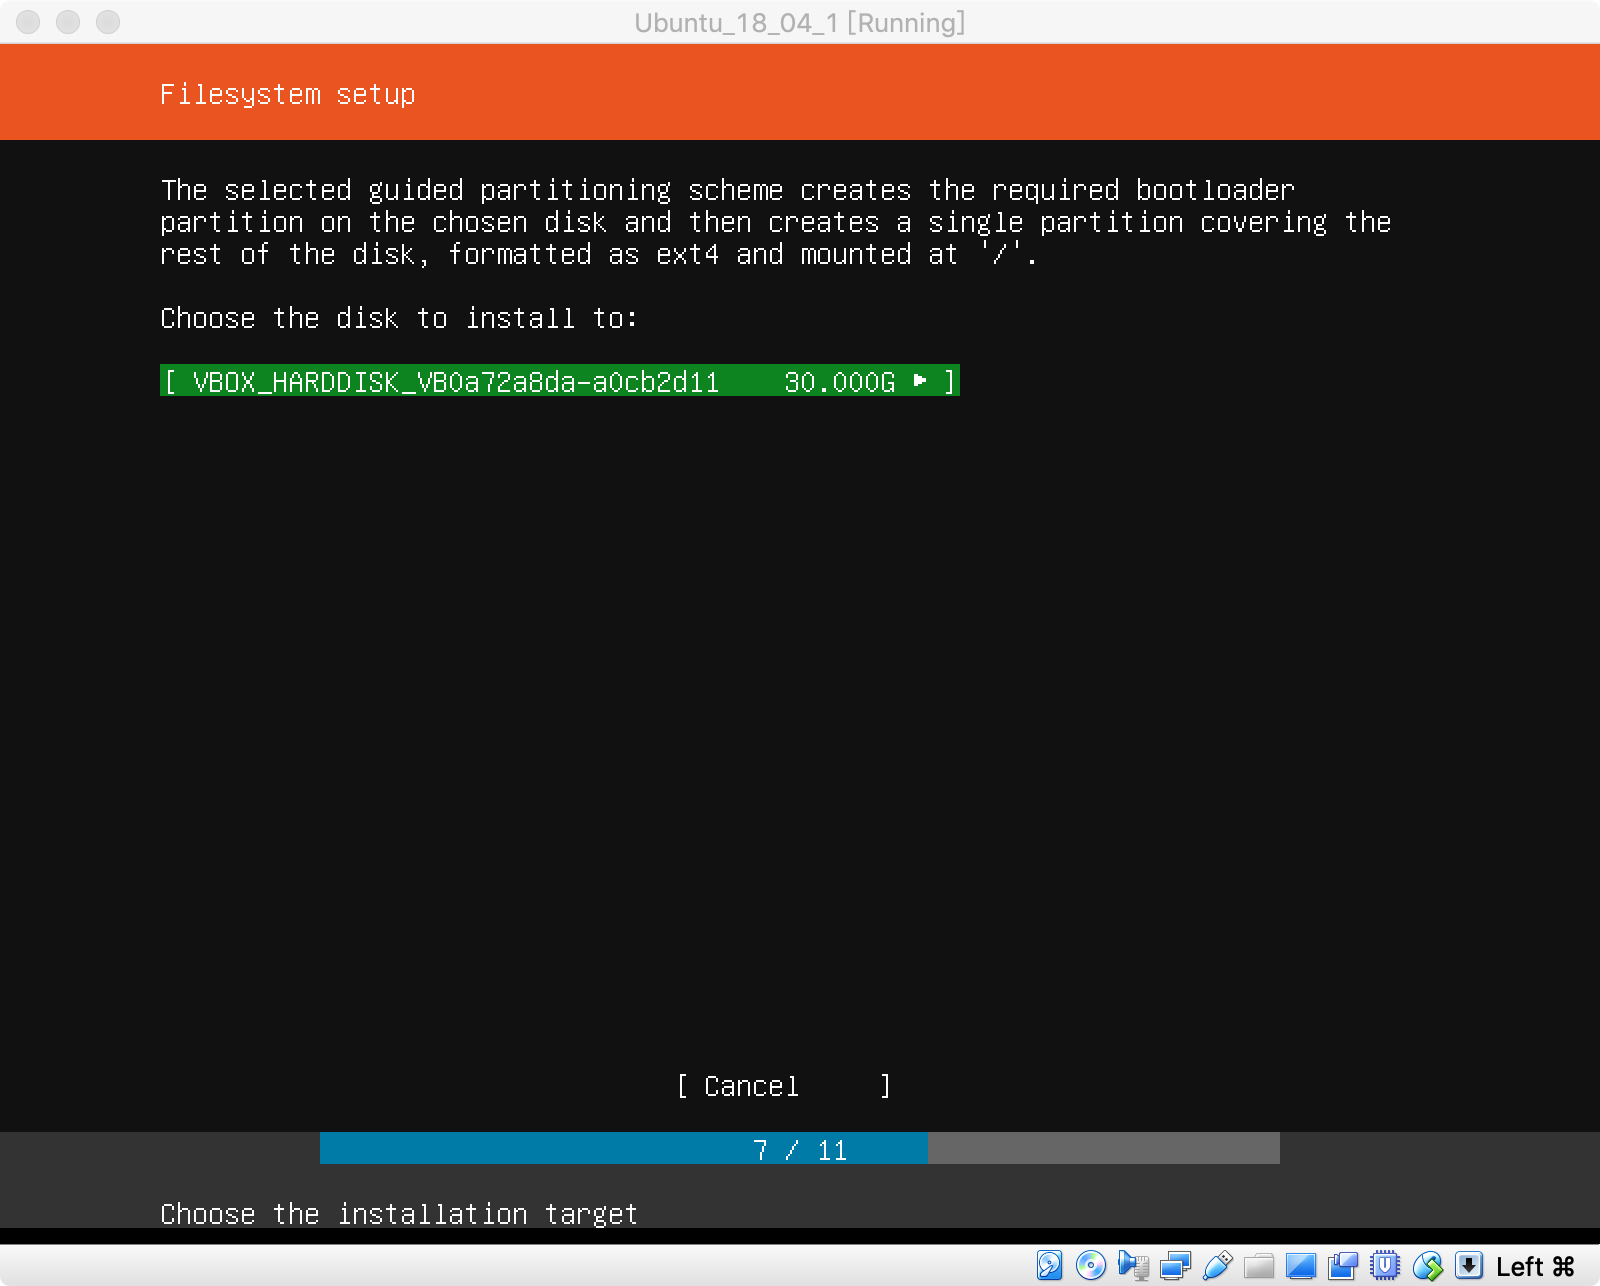 Ubuntu_18_04_1 [Running]
Filesystem setup
The selected guided partitioning scheme creates the required bootloader
partition on the chosen disk and then creates a single partition covering the
rest of the disk, formatted as ext4 and mounted at '/'.
Choose the disk to install to:
[ VBOX_HARDDISK_VB0a72a8da-a0cb2d11    30.000G ▸ ]
[ Cancel     ]
7 / 11
Choose the installation target
Left ⌘